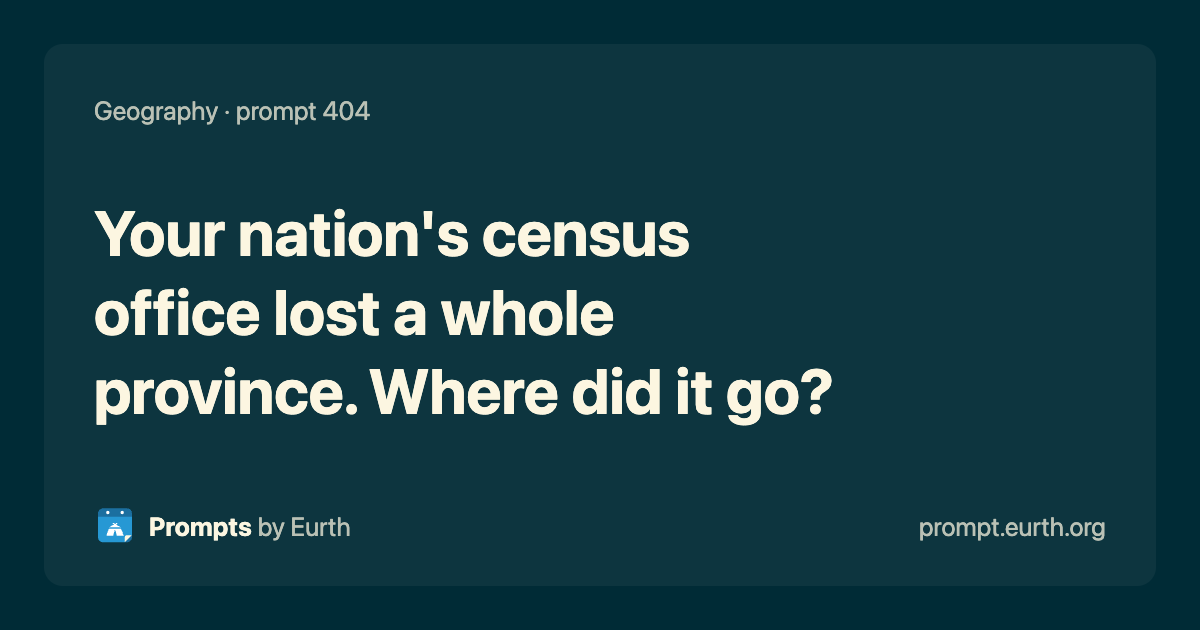 Geography · prompt 404
Your nation's census
office lost a whole
province. Where did it go?
Prompts by Eurth
prompt.eurth.org